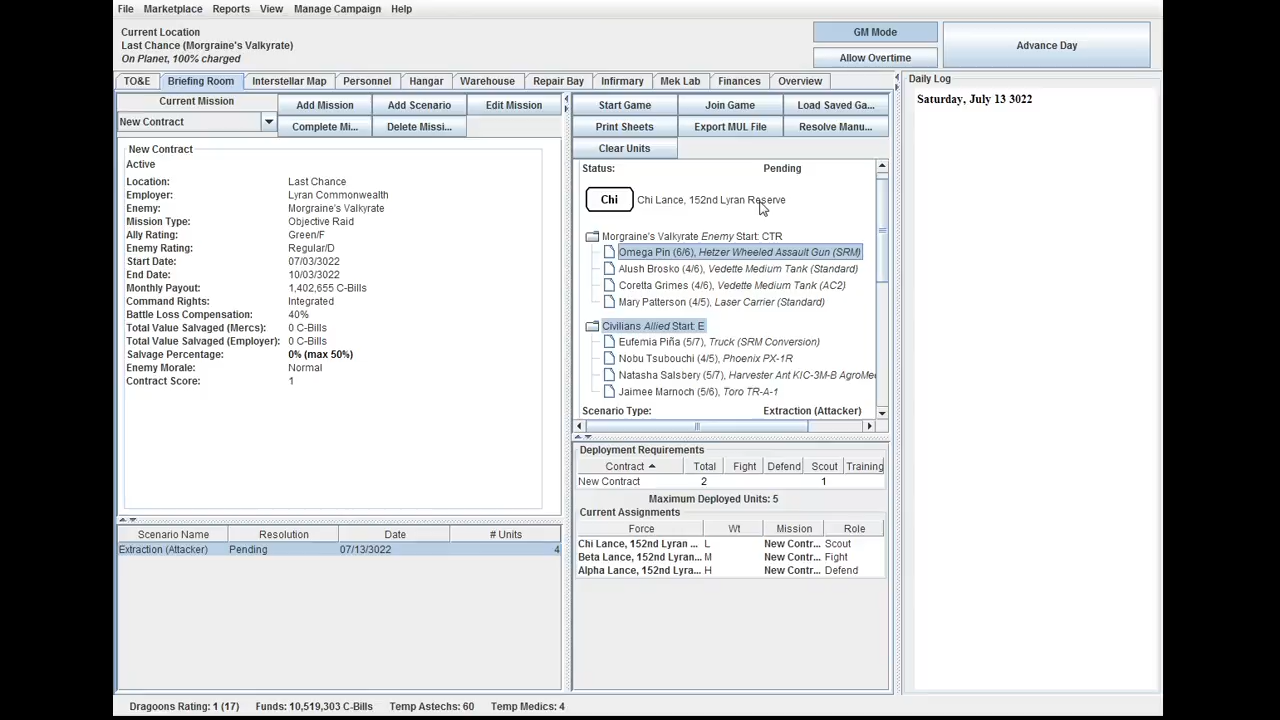 File Marketplace Reports View Manage Campaign Help
Current Location
Last Chance (Morgraine's Valkyrate)
On Planet, 100% charged
GM Mode
Allow Overtime
Advance Day
TO&E Briefing Room Interstellar Map Personnel Hangar Warehouse Repair Bay Infirmary Mek Lab Finances Overview
Current Mission
New Contract
Add Mission Add Scenario Edit Mission
Complete Mi... Delete Missi...
New Contract
Active
Location: Last Chance
Employer: Lyran Commonwealth
Enemy: Morgraine's Valkyrate
Mission Type: Objective Raid
Ally Rating: Green/F
Enemy Rating: Regular/D
Start Date: 07/03/3022
End Date: 10/03/3022
Monthly Payout: 1,402,655 C-Bills
Command Rights: Integrated
Battle Loss Compensation: 40%
Total Value Salvaged (Mercs): 0 C-Bills
Total Value Salvaged (Employer): 0 C-Bills
Salvage Percentage: 0% (max 50%)
Enemy Morale: Normal
Contract Score: 1
Scenario Name Resolution Date # Units
Extraction (Attacker) Pending 07/13/3022 4
Start Game Join Game Load Saved Ga...
Print Sheets Export MUL File Resolve Manu...
Clear Units
Status: Pending
Chi Chi Lance, 152nd Lyran Reserve
Morgraine's Valkyrate Enemy Start: CTR
Omega Pin (6/6), Hetzer Wheeled Assault Gun (SRM)
Alush Brosko (4/6), Vedette Medium Tank (Standard)
Coretta Grimes (4/6), Vedette Medium Tank (AC2)
Mary Patterson (4/5), Laser Carrier (Standard)
Civilians Allied Start: E
Eufemia Piña (5/7), Truck (SRM Conversion)
Nobu Tsubouchi (4/5), Phoenix PX-1R
Natasha Salsbery (5/7), Harvester Ant KIC-3M-B AgroMe
Jaimee Marnoch (5/6), Toro TR-A-1
Scenario Type: Extraction (Attacker)
Deployment Requirements
Contract Total Fight Defend Scout Training
New Contract 2 1
Maximum Deployed Units: 5
Current Assignments
Force Wt Mission Role
Chi Lance, 152nd Lyran ... L New Contr... Scout
Beta Lance, 152nd Lyran... M New Contr... Fight
Alpha Lance, 152nd Lyra... H New Contr... Defend
Daily Log
Saturday, July 13 3022
Dragoons Rating: 1 (17) Funds: 10,519,303 C-Bills Temp Astechs: 60 Temp Medics: 4